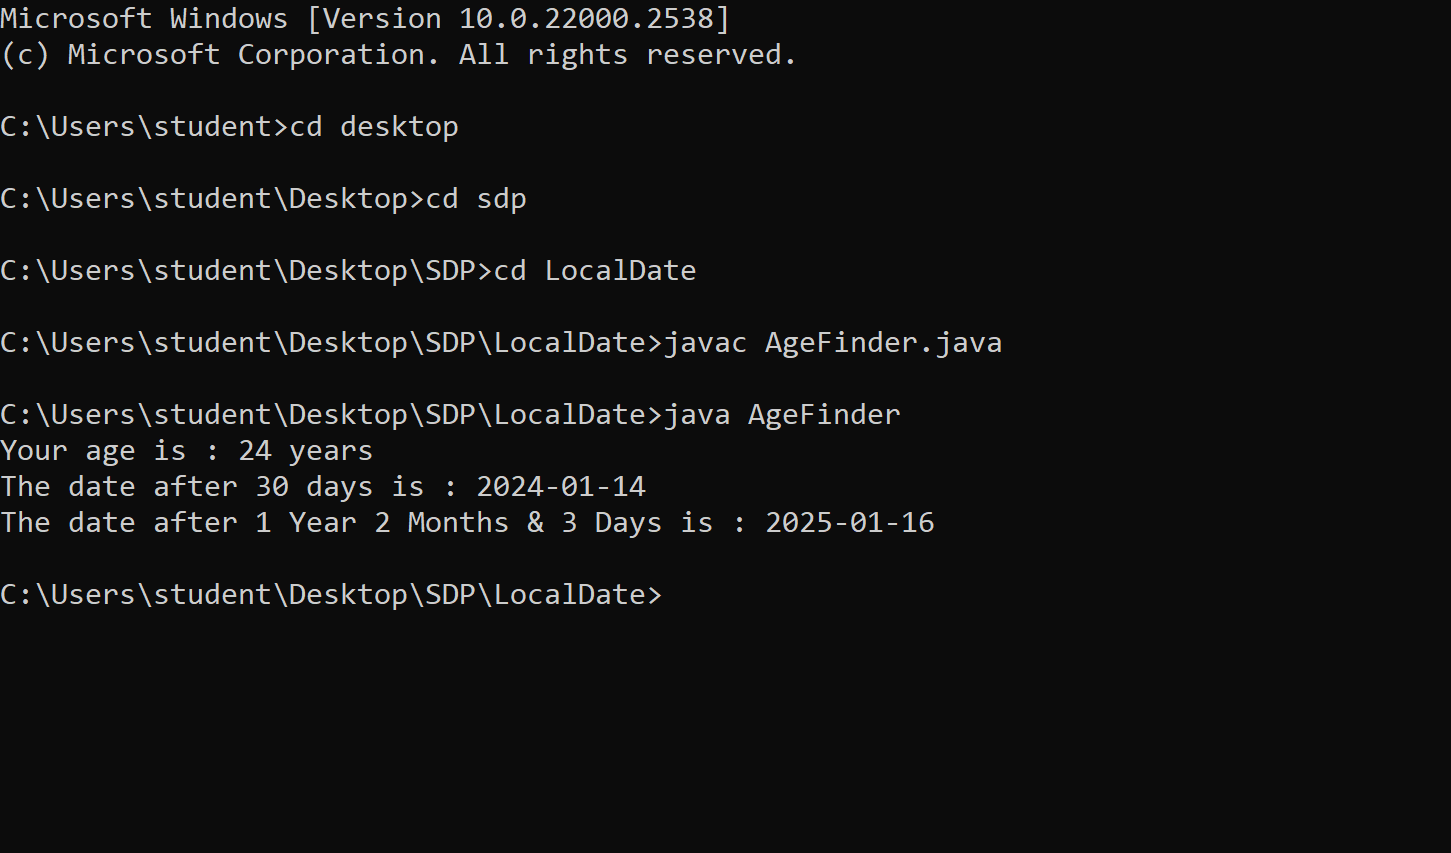 Microsoft Windows [Version 10.0.22000.2538]
(c) Microsoft Corporation. All rights reserved.
C:\Users\student>cd desktop
C:\Users\student\Desktop>cd sdp
C:\Users\student\Desktop\SDP>cd LocalDate
C:\Users\student\Desktop\SDP\LocalDate>javac AgeFinder.java
C:\Users\student\Desktop\SDP\LocalDate>java AgeFinder
Your age is : 24 years
The date after 30 days is : 2024-01-14
The date after 1 Year 2 Months & 3 Days is : 2025-01-16
C:\Users\student\Desktop\SDP\LocalDate>